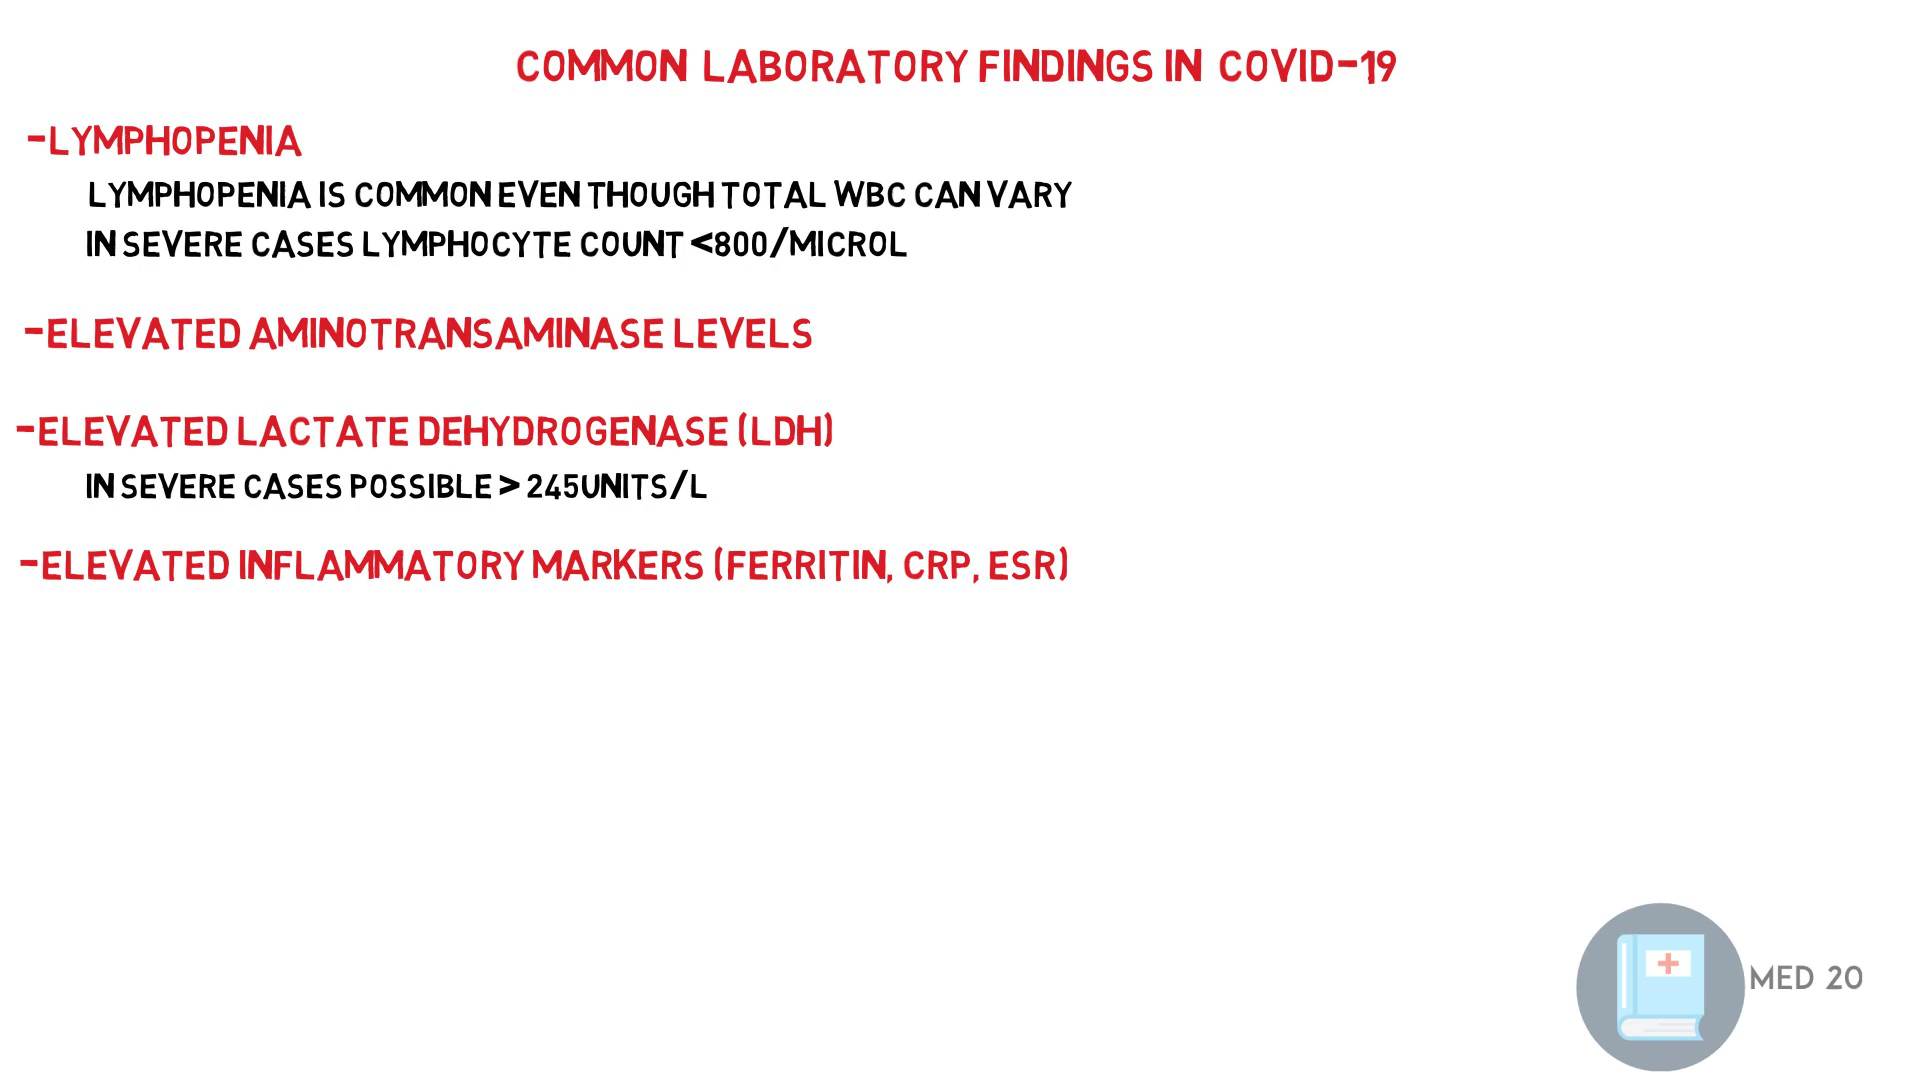 COMMON LABORATORY FINDINGS IN COVID-19
-LYMPHOPENIA
LYMPHOPENIA IS COMMON EVEN THOUGH TOTAL WBC CAN VARY
IN SEVERE CASES LYMPHOCYTE COUNT <800/MICROL
-ELEVATED AMINOTRANSAMINASE LEVELS
-ELEVATED LACTATE DEHYDROGENASE (LDH)
IN SEVERE CASES POSSIBLE > 245UNITS/L
-ELEVATED INFLAMMATORY MARKERS (FERRITIN, CRP, ESR)
MED 20